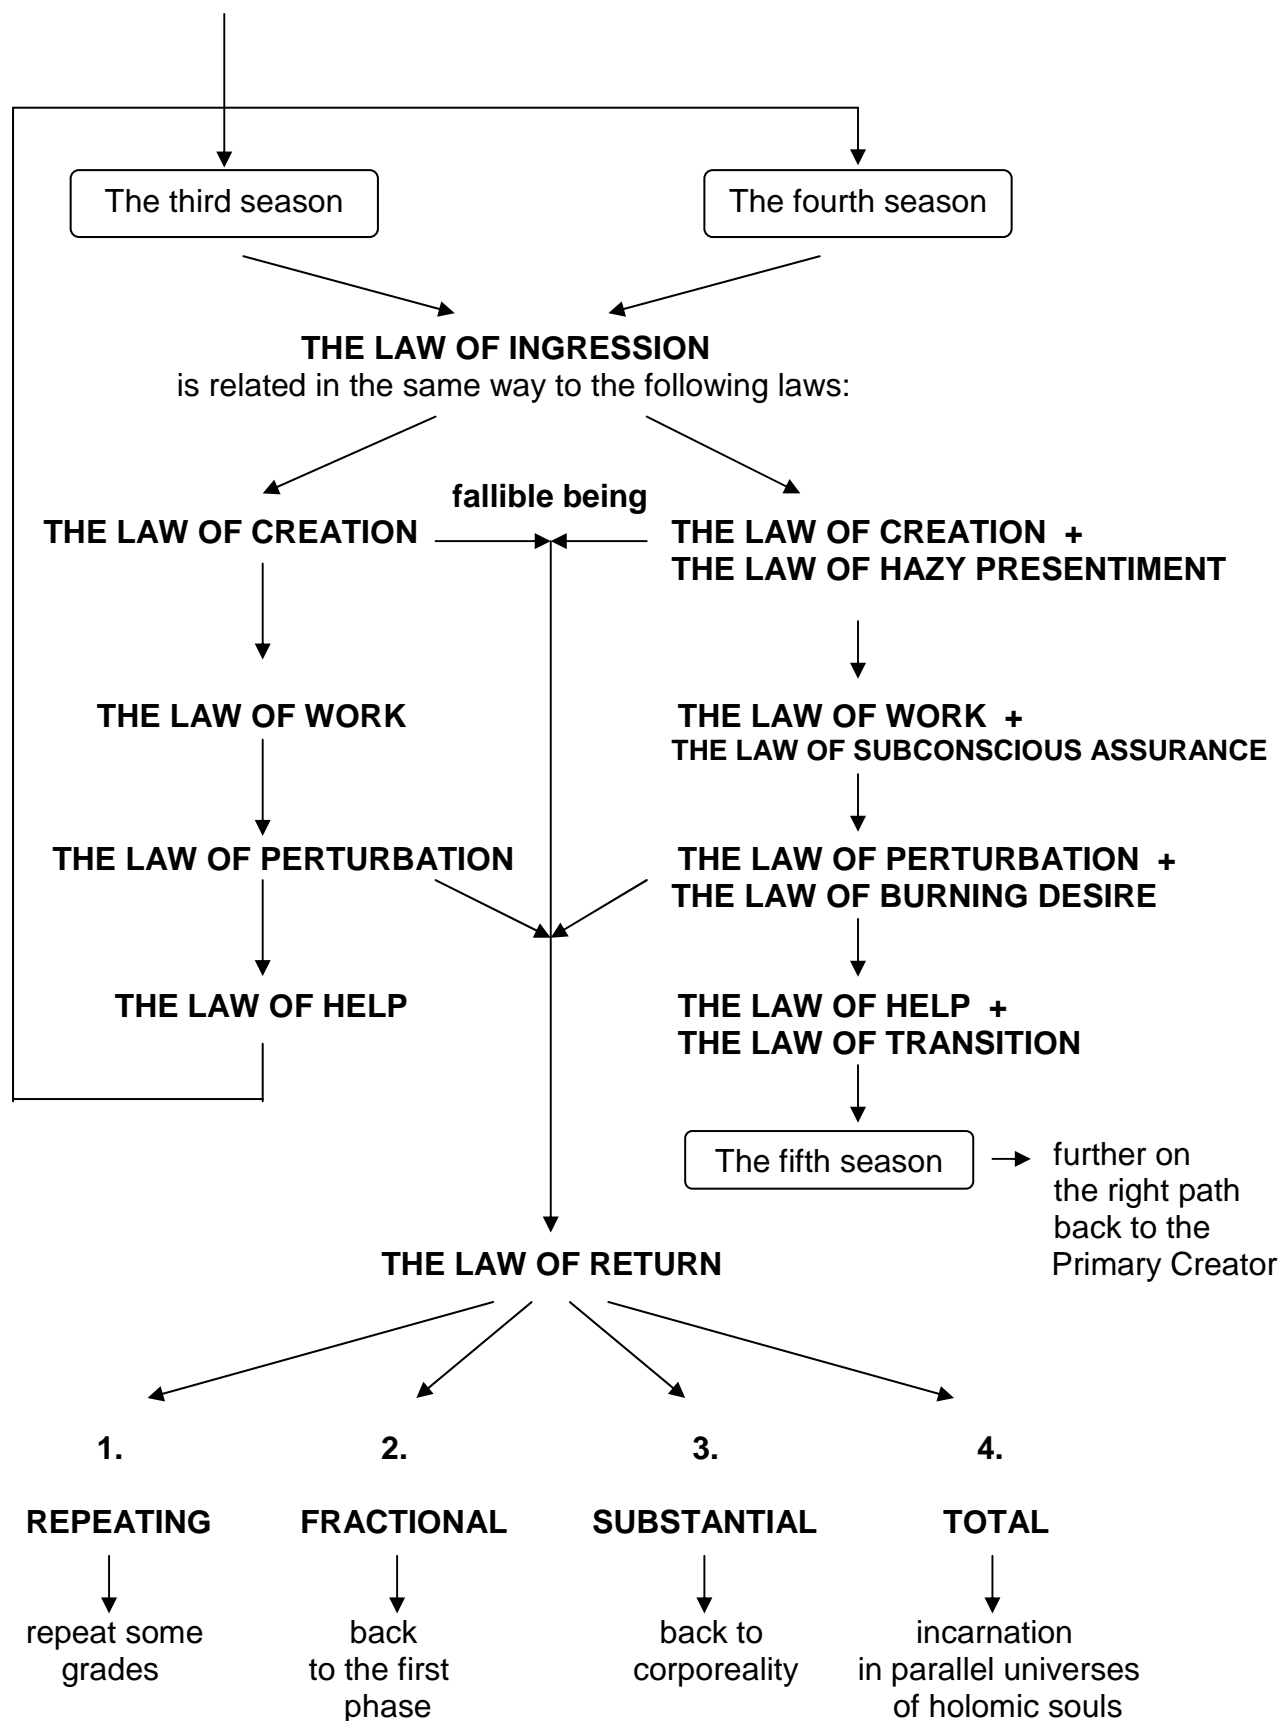 The third season
The fourth season
THE LAW OF INGRESSION
is related in the same way to the following laws:
fallible being
THE LAW OF CREATION
THE LAW OF CREATION +
THE LAW OF HAZY PRESENTIMENT
THE LAW OF WORK
THE LAW OF WORK +
THE LAW OF SUBCONSCIOUS ASSURANCE
THE LAW OF PERTURBATION
THE LAW OF PERTURBATION +
THE LAW OF BURNING DESIRE
THE LAW OF HELP
THE LAW OF HELP +
THE LAW OF TRANSITION
The fifth season
further on
the right path
back to the
Primary Creator
THE LAW OF RETURN
1.
2.
3.
4.
REPEATING
FRACTIONAL
SUBSTANTIAL
TOTAL
repeat some
grades
back
to the first
phase
back to
corporeality
incarnation
in parallel universes
of holomic souls